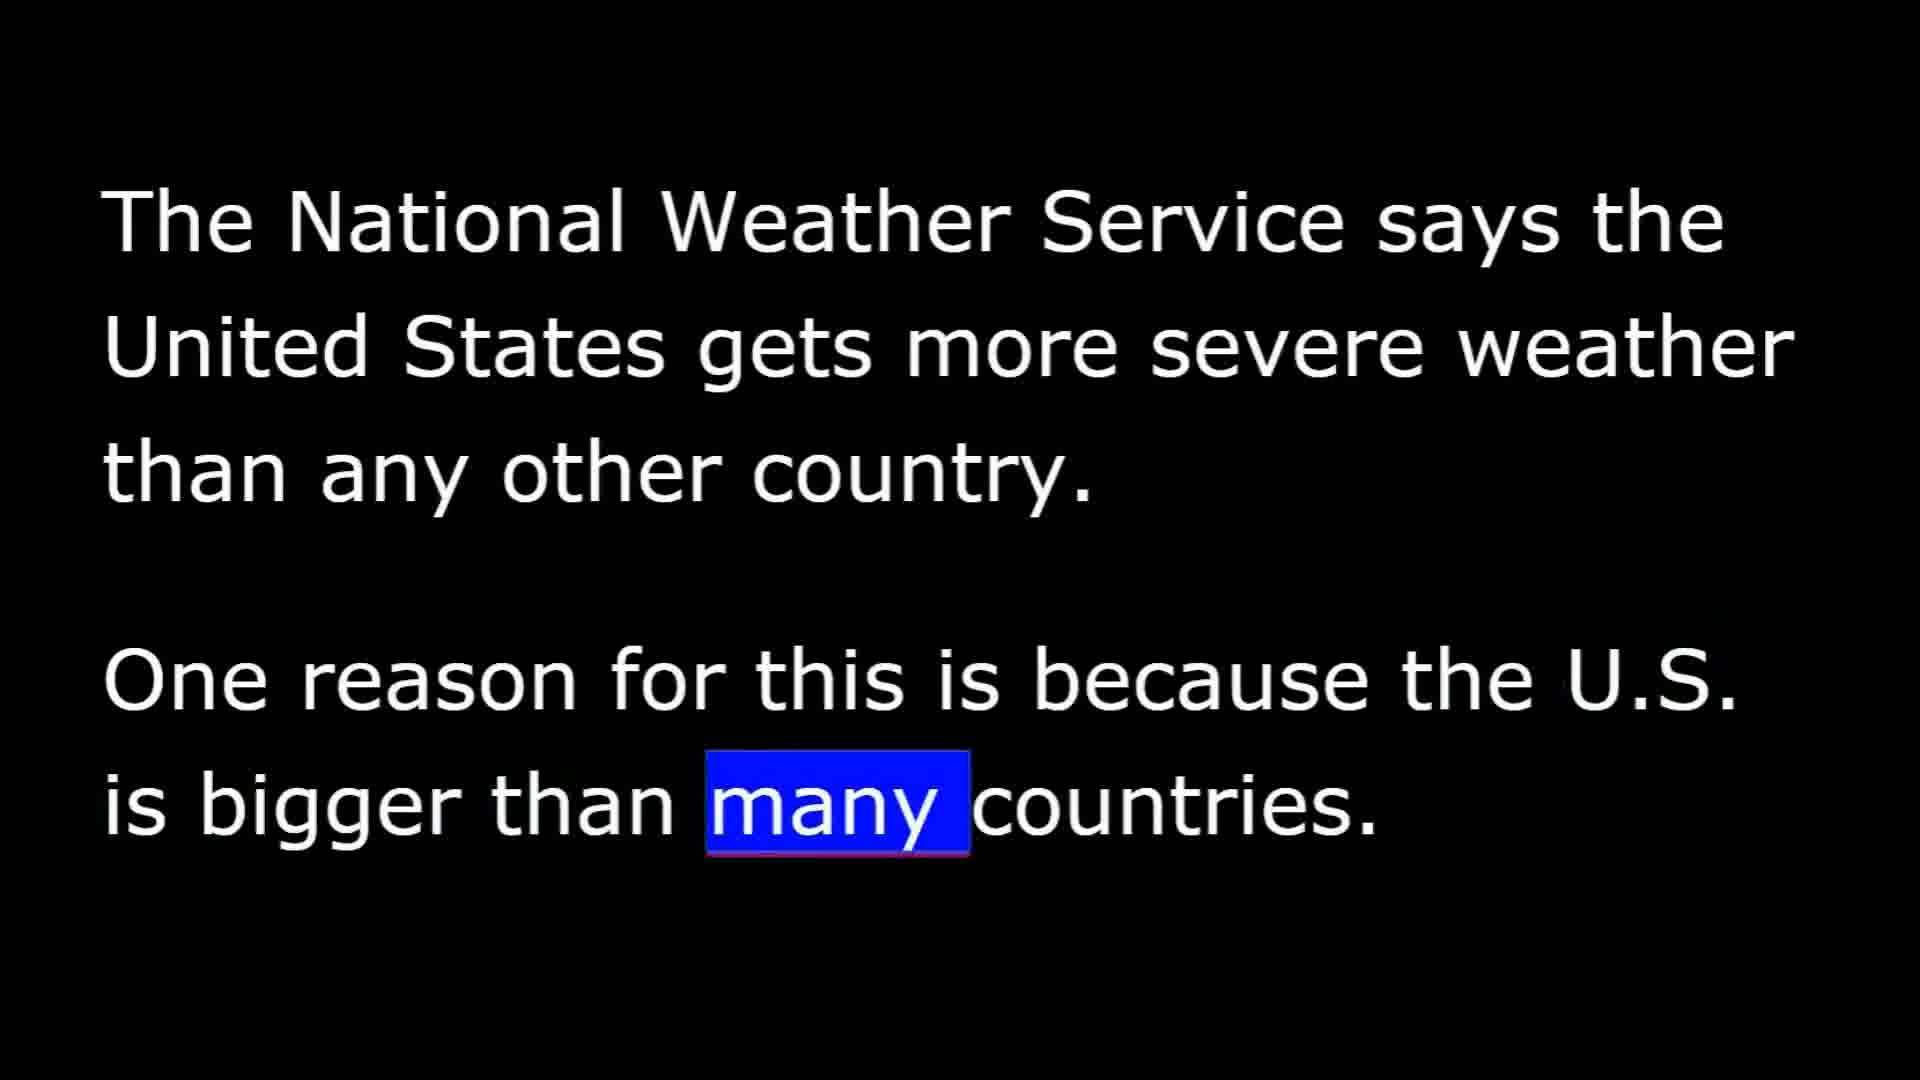 The National Weather Service says the
United States gets more severe weather
than any other country.
One reason for this is because the U.S.
is bigger than many countries.